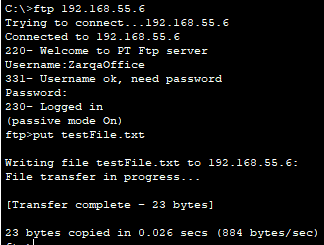 C:\>ftp 192.168.55.6
Trying to connect...192.168.55.6
Connected to 192.168.55.6
220- Welcome to PT Ftp server
Username:ZarqaOffice
331- Username ok, need password
Password:
230- Logged in
(passive mode On)
ftp>put testFile.txt
Writing file testFile.txt to 192.168.55.6:
File transfer in progress...
[Transfer complete - 23 bytes]
23 bytes copied in 0.026 secs (884 bytes/sec)